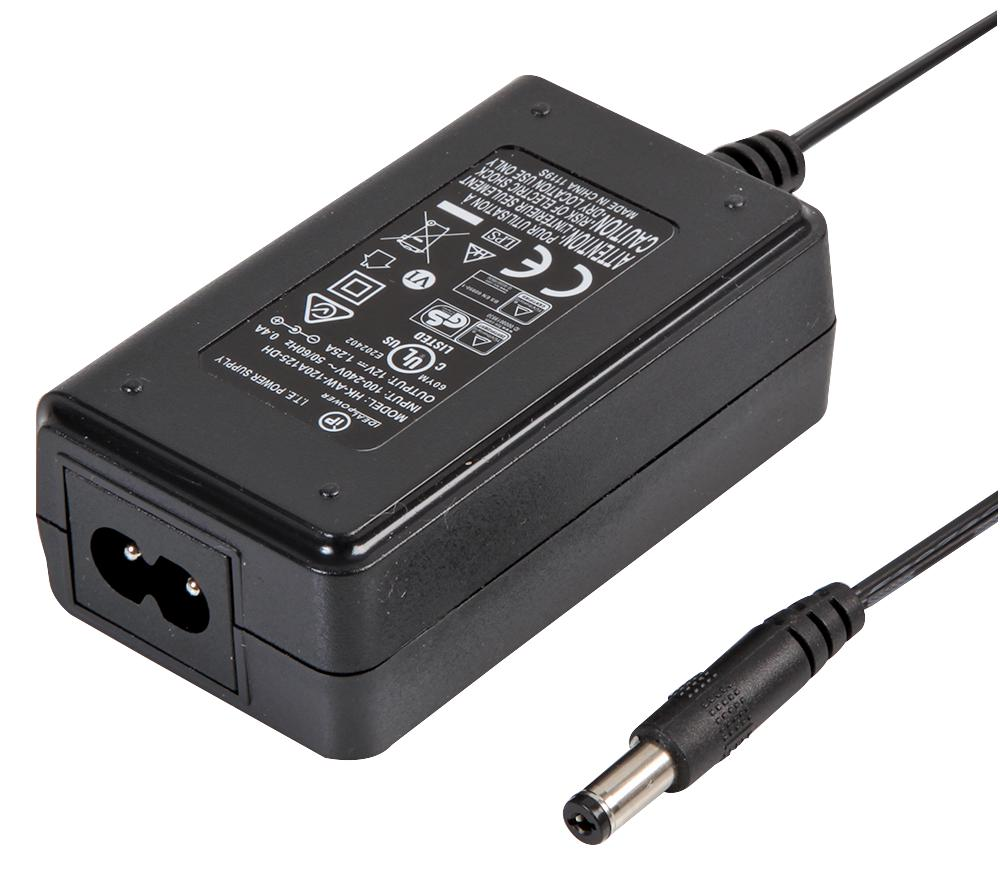 IP
IDEALPOWER
I.T.E. POWER SUPPLY
MODEL: HK-AW-120A125-DH
INPUT: 100-240V~ 50/60Hz 0.4A
OUTPUT: 12V 1.25A
60YM
E202402
UL
C US
LISTED
GS
V1
CE
LPS
ATTENTION: POUR UTILISATION A
L'INTERIEUR SEULEMENT
CAUTION: RISK OF ELECTRIC SHOCK
DRY LOCATION USE ONLY
MADE IN CHINA 1119S